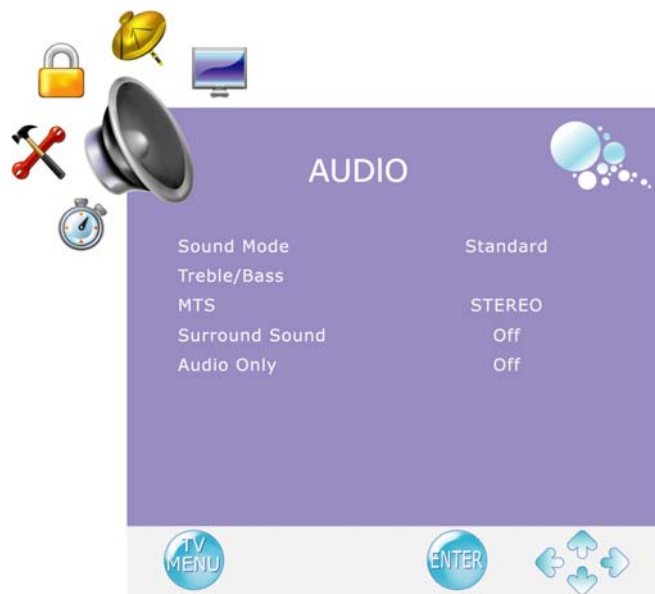 AUDIO
Sound Mode Standard
Treble/Bass
MTS STEREO
Surround Sound Off
Audio Only Off
TV
MENU
ENTER